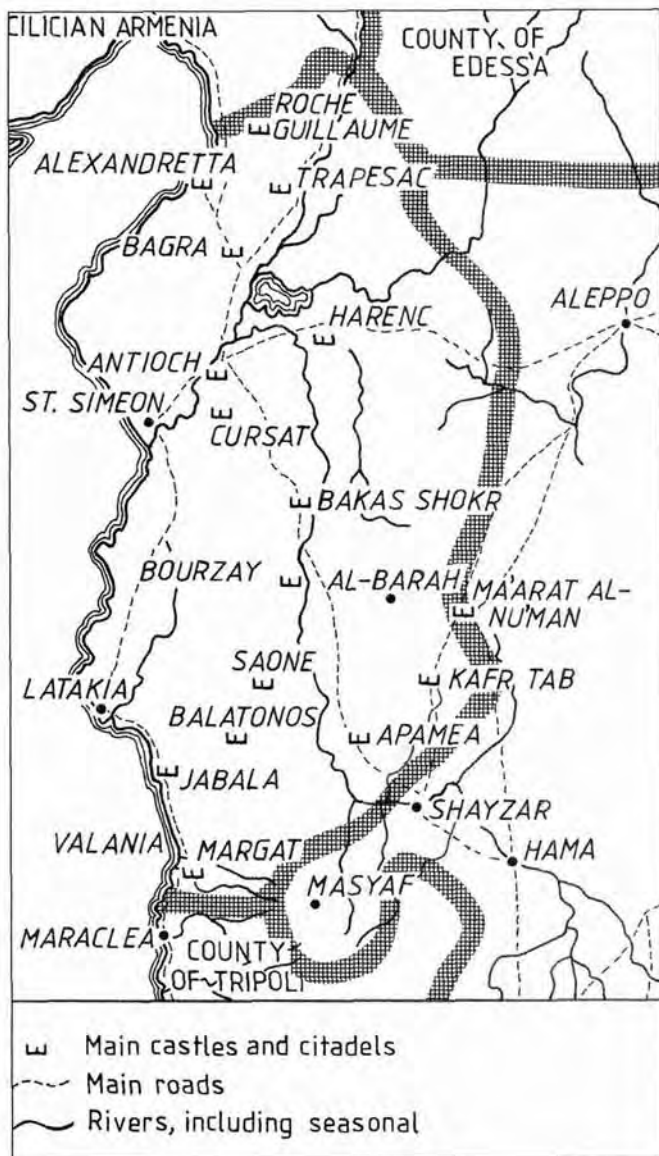 CILICIAN ARMENIA
COUNTY OF
EDESSA
ROCHE
GUILLAUME
ALEXANDRETTA
TRAPESAC
BAGRA
ALEPPO
HARENC
ANTIOCH
ST. SIMEON
CURSAT
BAKAS SHOKR
BOURZAY
AL-BARAH
MA'ARAT AL-
NU'MAN
SAONE
KAFR TAB
LATAKIA
BALATONOS
APAMEA
JABALA
SHAYZAR
VALANIA
MARGAT
HAMA
MASYAF
MARACLEA
COUNTY
OF TRIPOLI
Main castles and citadels
Main roads
Rivers, including seasonal